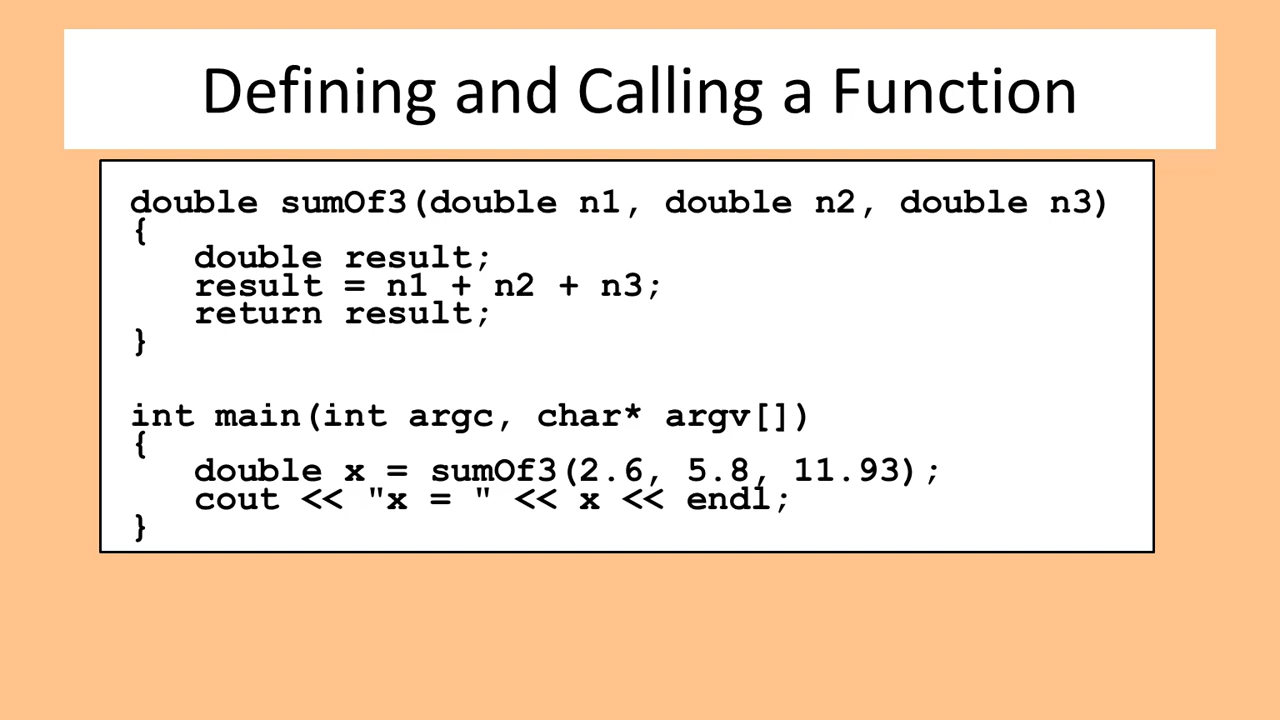 Defining and Calling a Function
double sumOf3(double n1, double n2, double n3)
{
   double result;
   result = n1 + n2 + n3;
   return result;
}
int main(int argc, char* argv[])
{
   double x = sumOf3(2.6, 5.8, 11.93);
   cout << "x = " << x << endl;
}